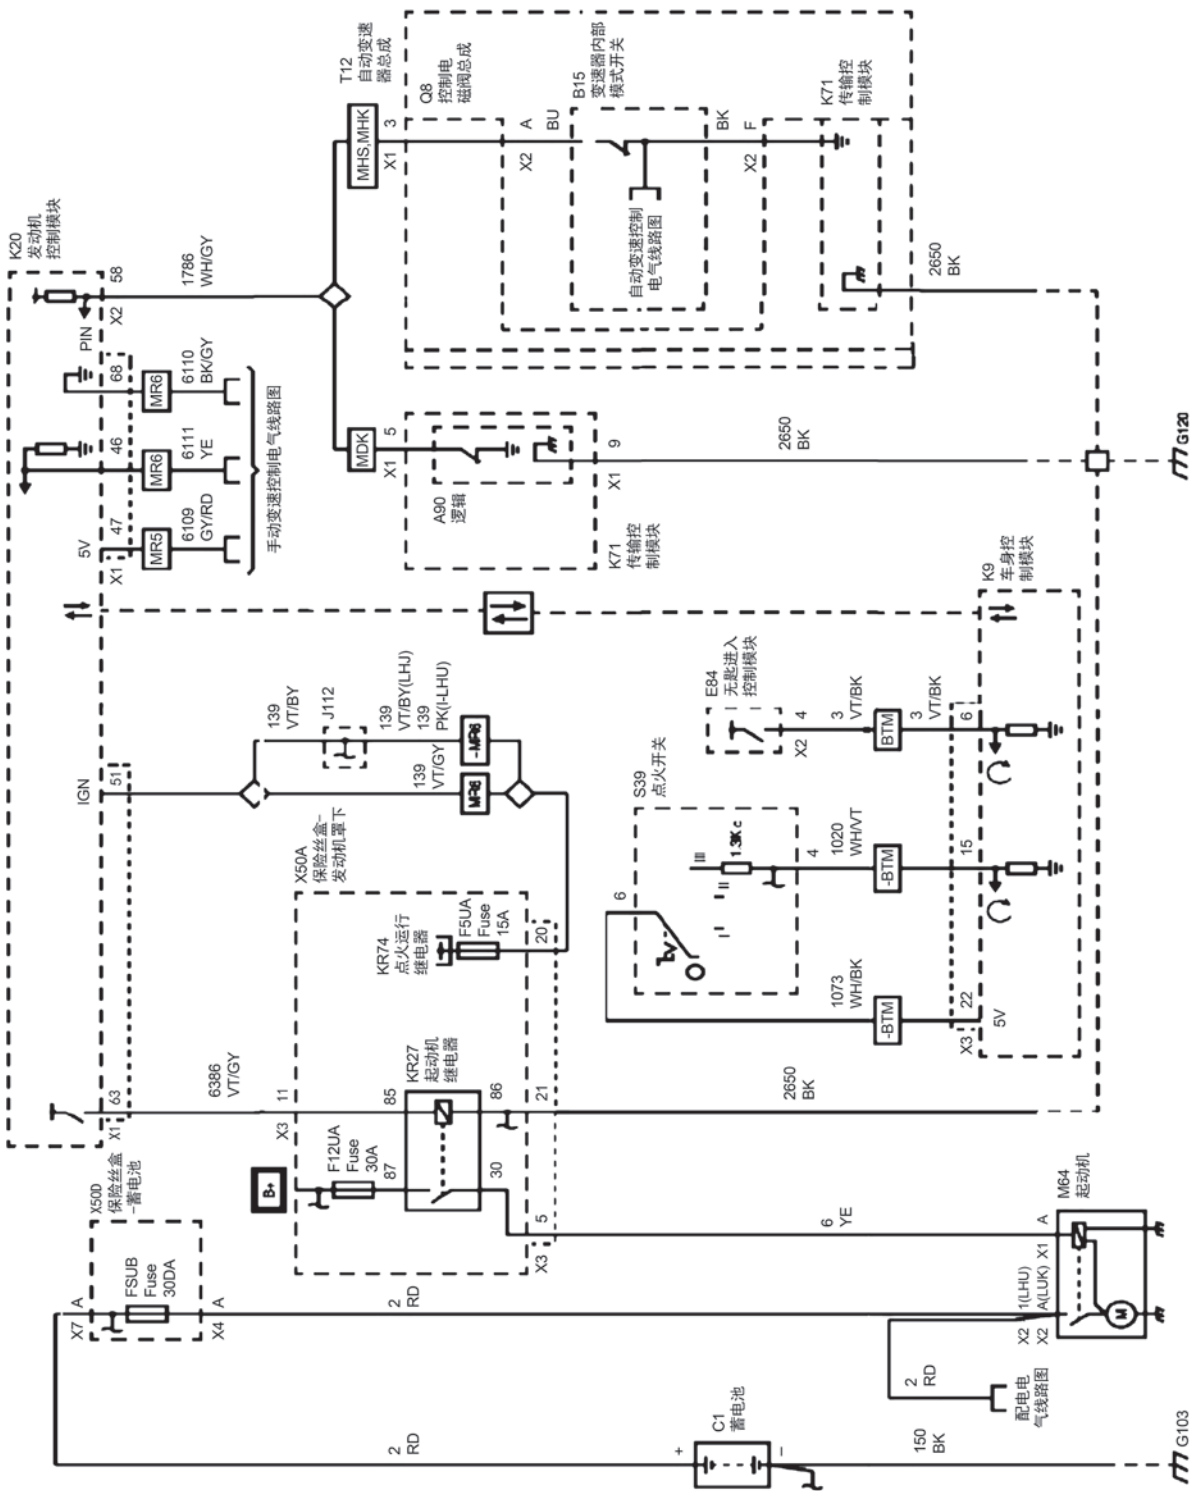 K20
发动机
控制模块
IGN
5V
PIN
X1
63
51
X1
47
46
68
X2
58
MR5
MR6
MR6
6109
GY/RD
6111
YE
6110
BK/GY
手动变速控制电气线路图
1786
WH/GY
MDK
MHS,MHK
T12
自动变速
器总成
X1
5
X1
3
Q8
控制电
磁阀总成
X2
A
BU
B15
变速器内部
模式开关
自动变速控制
电气线路图
BK
X2
F
K71
传输控
制模块
2650
BK
A90
逻辑
X1
9
K71
传输控
制模块
2650
BK
G120
139
VT/BY
J112
139
VT/BY(LHJ)
139
PK(I-LHU)
139
VT/GY
MR6
-MR6
X50A
保险丝盒-
发动机罩下
KR74
点火运行
继电器
F5UA
Fuse
15A
20
6386
VT/GY
X3
11
B+
F12UA
Fuse
30A
KR27
起动机
继电器
85
87
86
30
21
X3
5
2650
BK
6
YE
S39
点火开关
I
II
III
1.3K c
6
4
E84
无匙进入
控制模块
X2
4
3
VT/BK
BTM
3
VT/BK
1020
WH/VT
-BTM
1073
WH/BK
-BTM
X3
22
15
6
5V
K9
车身控
制模块
X50D
保险丝盒
-蓄电池
X7
A
FSUB
Fuse
30DA
X4
A
2
RD
2
RD
C1
蓄电池
+
−
150
BK
G103
2
RD
配电电
气线路图
X2
1(LHU)
X2
A(LUK)
X1
A
M64
起动机
M